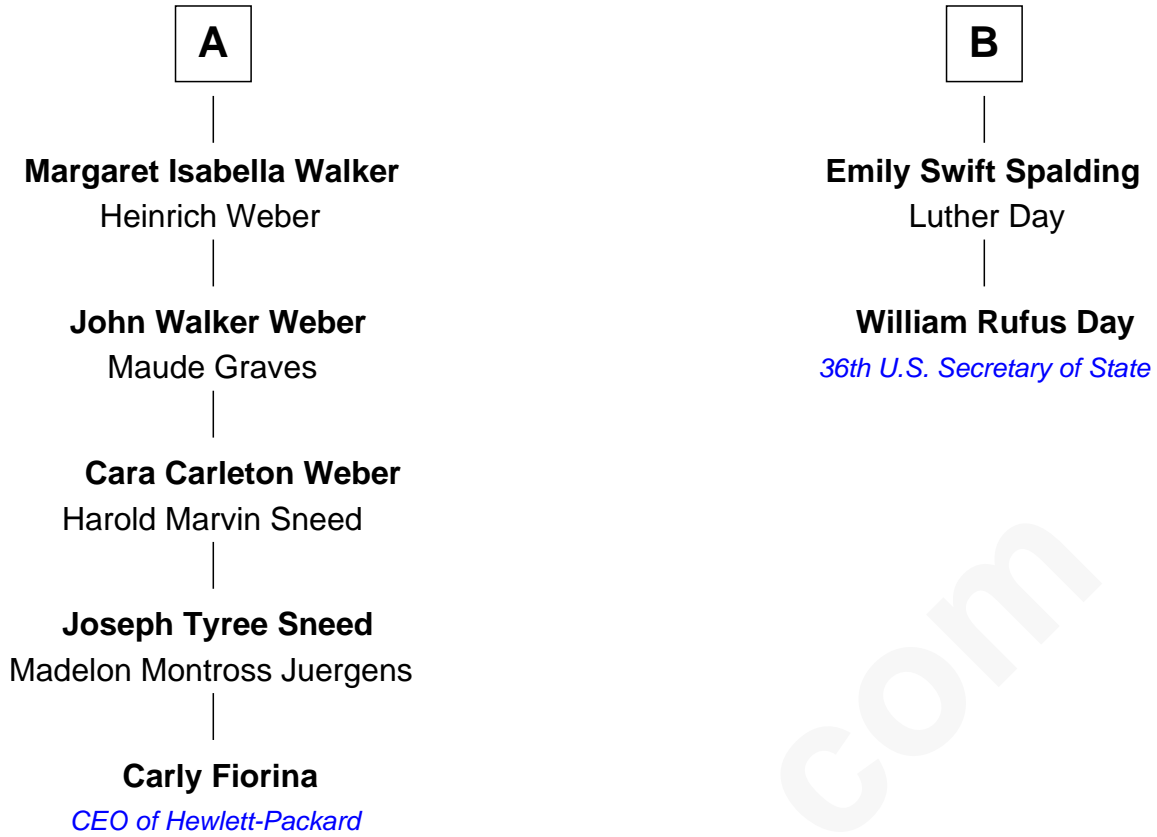 A
Margaret Isabella Walker
Heinrich Weber
John Walker Weber
Maude Graves
Cara Carleton Weber
Harold Marvin Sneed
Joseph Tyree Sneed
Madelon Montross Juergens
Carly Fiorina
CEO of Hewlett-Packard
B
Emily Swift Spalding
Luther Day
William Rufus Day
36th U.S. Secretary of State
com